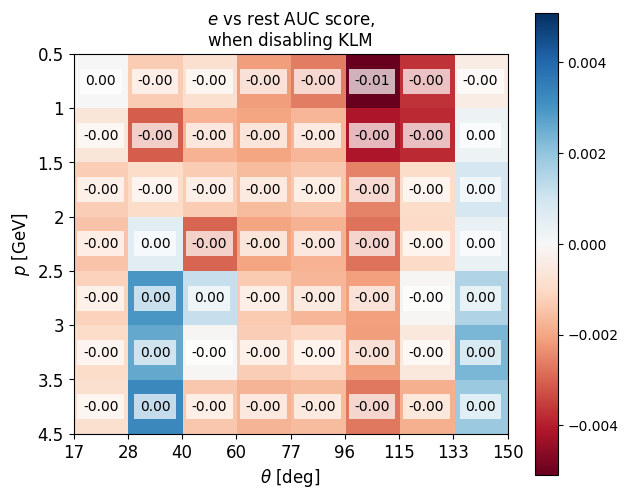 e vs rest AUC score,
when disabling KLM
0.5
0.00 -0.00 -0.00 -0.00 -0.00 -0.01 -0.00 -0.00
1
-0.00 -0.00 -0.00 -0.00 -0.00 -0.00 -0.00 0.00
1.5
-0.00 -0.00 -0.00 -0.00 -0.00 -0.00 -0.00 0.00
2
-0.00 0.00 -0.00 -0.00 -0.00 -0.00 -0.00 0.00
2.5
-0.00 0.00 0.00 -0.00 -0.00 -0.00 -0.00 0.00
3
-0.00 0.00 -0.00 -0.00 -0.00 -0.00 -0.00 0.00
3.5
-0.00 0.00 -0.00 -0.00 -0.00 -0.00 -0.00 0.00
4.5
p [GeV]
17 28 40 60 77 96 115 133 150
θ [deg]
0.004
0.002
0.000
−0.002
−0.004